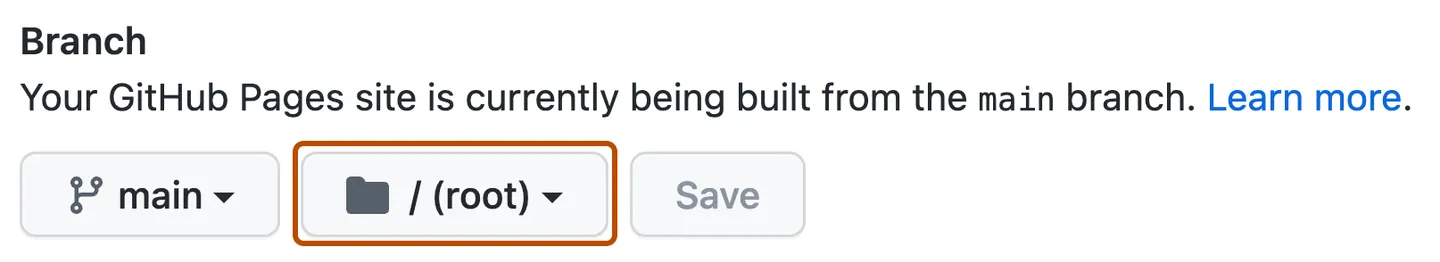 Branch
Your GitHub Pages site is currently being built from the main branch. Learn more.
main / (root) Save